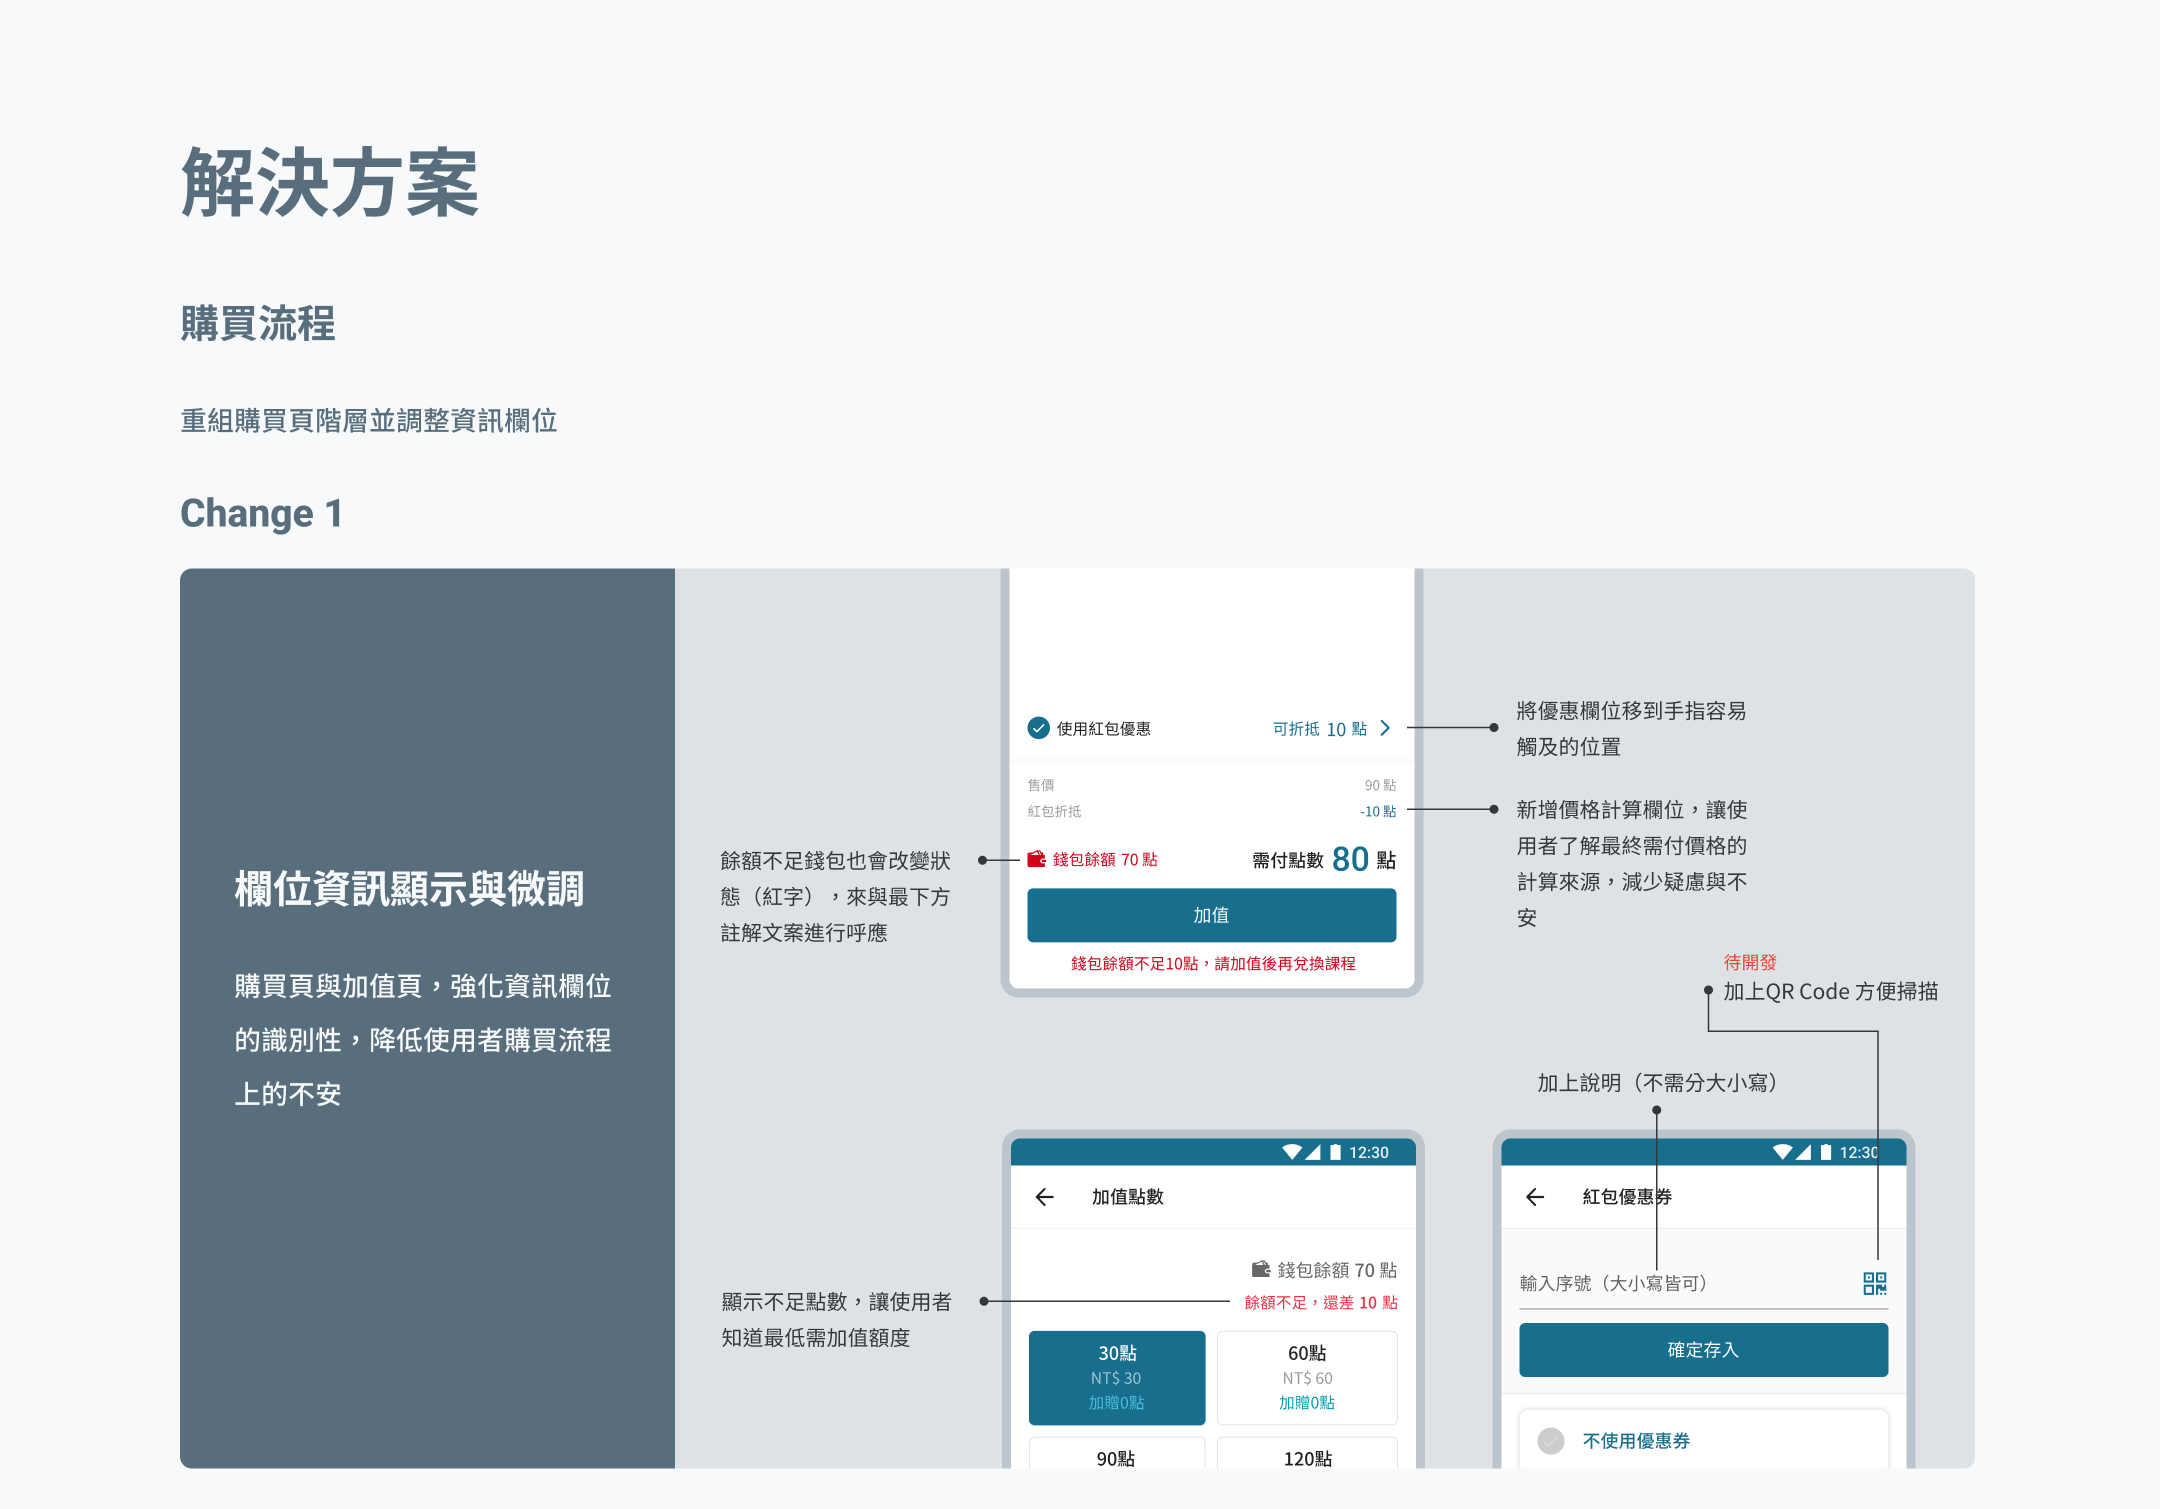 解決方案
購買流程
重組購買頁階層並調整資訊欄位
Change 1
欄位資訊顯示與微調
購買頁與加值頁，強化資訊欄位
的識別性，降低使用者購買流程
上的不安
使用紅包優惠
可折抵 10 點
售價
90 點
紅包折抵
-10 點
錢包餘額 70 點
需付點數 80 點
加值
錢包餘額不足10點，請加值後再兌換課程
餘額不足錢包也會改變狀
態（紅字），來與最下方
註解文案進行呼應
將優惠欄位移到手指容易
觸及的位置
新增價格計算欄位，讓使
用者了解最終需付價格的
計算來源，減少疑慮與不
安
待開發
加上QR Code 方便掃描
加上說明（不需分大小寫）
顯示不足點數，讓使用者
知道最低需加值額度
12:30
加值點數
錢包餘額 70 點
餘額不足，還差 10 點
30點
NT$ 30
加贈0點
60點
NT$ 60
加贈0點
90點
120點
12:30
紅包優惠券
輸入序號（大小寫皆可）
確定存入
不使用優惠券